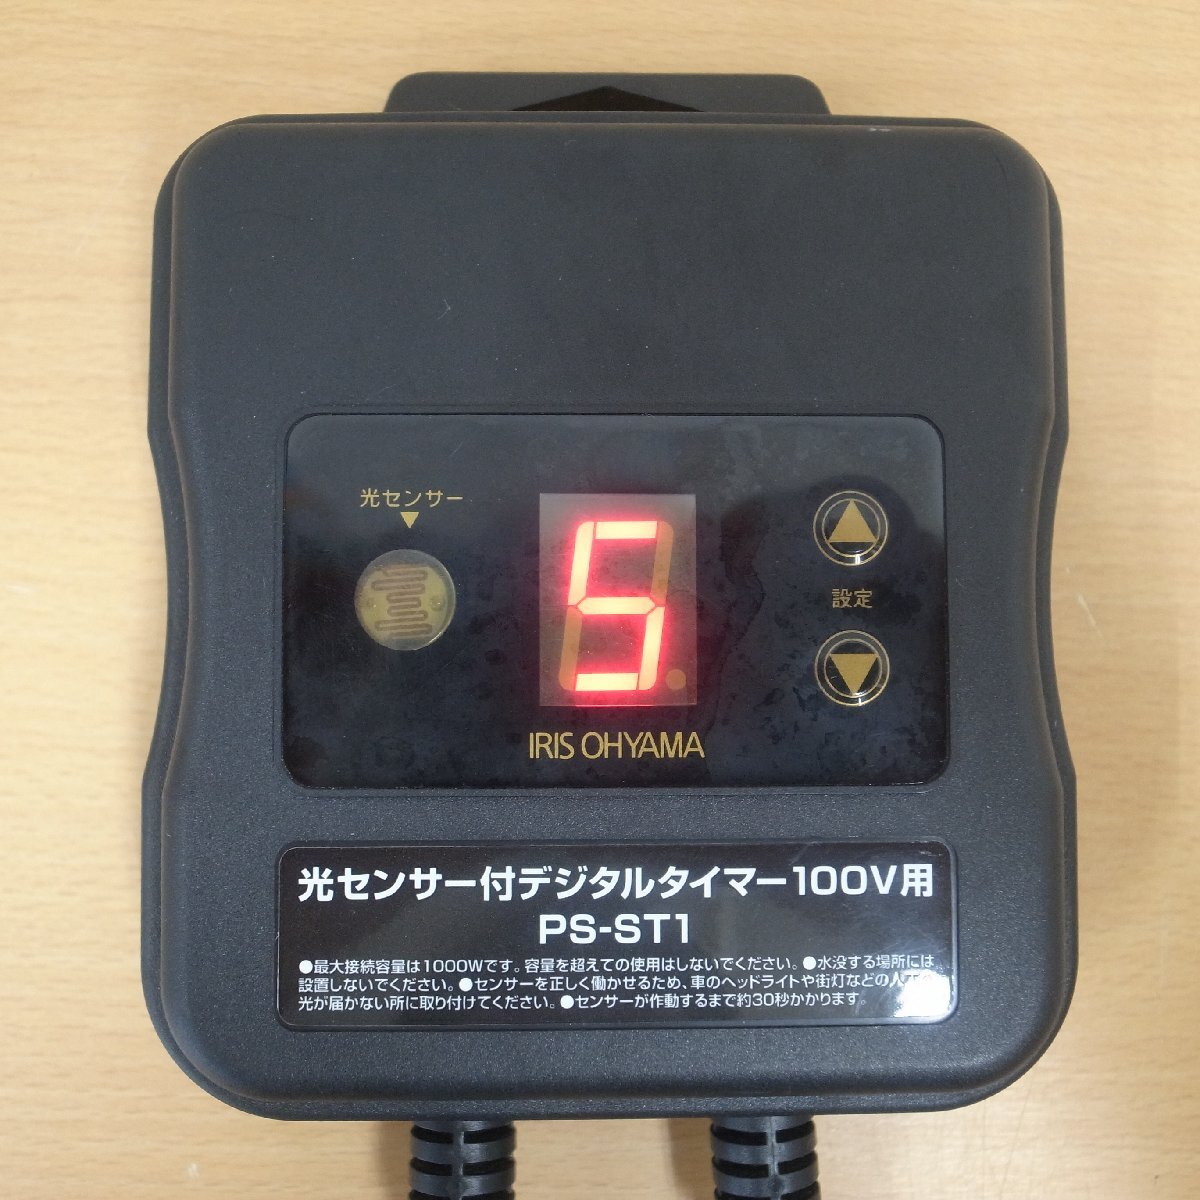 光センサー
5
設定
IRIS OHYAMA
光センサー付デジタルタイマー100V用
PS-ST1
●最大接続容量は1000Wです。容量を超えての使用はしないでください。●水没する場所には
設置しないでください。●センサーを正しく働かせるため、車のヘッドライトや街灯などの人工
光が届かない所に取り付けてください。●センサーが作動するまで約30秒かかります。